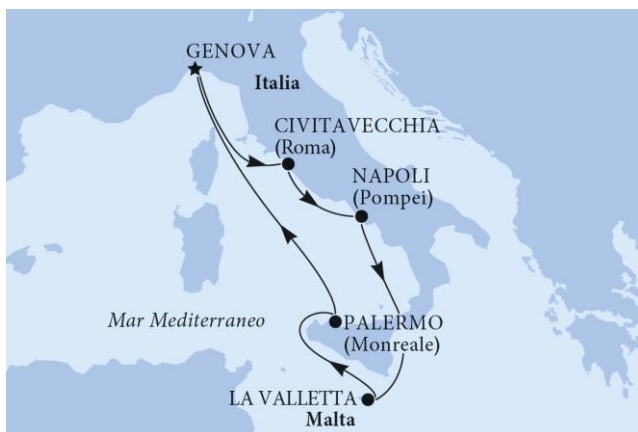 GENOVA
Italia
CIVITAVECCHIA
(Roma)
NAPOLI
(Pompei)
Mar Mediterraneo
PALERMO
(Monreale)
LA VALLETTA
Malta